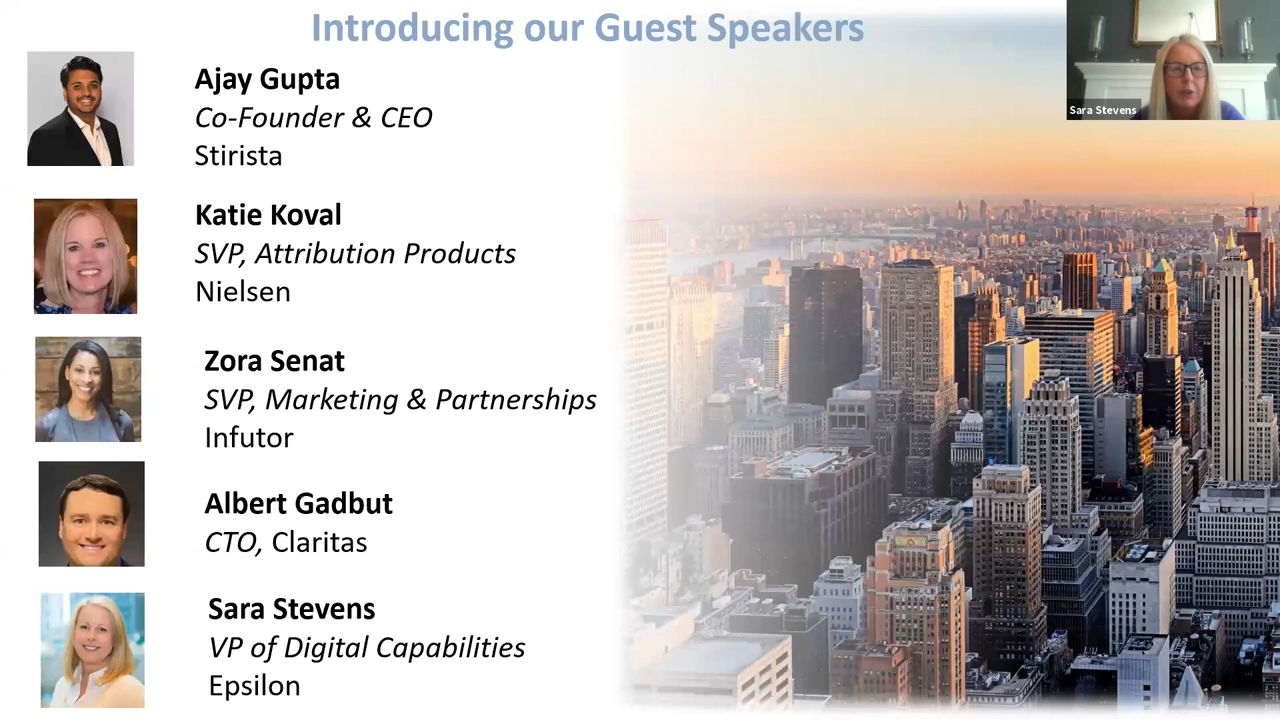 Introducing our Guest Speakers
Sara Stevens
Ajay Gupta
Co-Founder & CEO
Stirista
Katie Koval
SVP, Attribution Products
Nielsen
Zora Senat
SVP, Marketing & Partnerships
Infutor
Albert Gadbut
CTO, Claritas
Sara Stevens
VP of Digital Capabilities
Epsilon